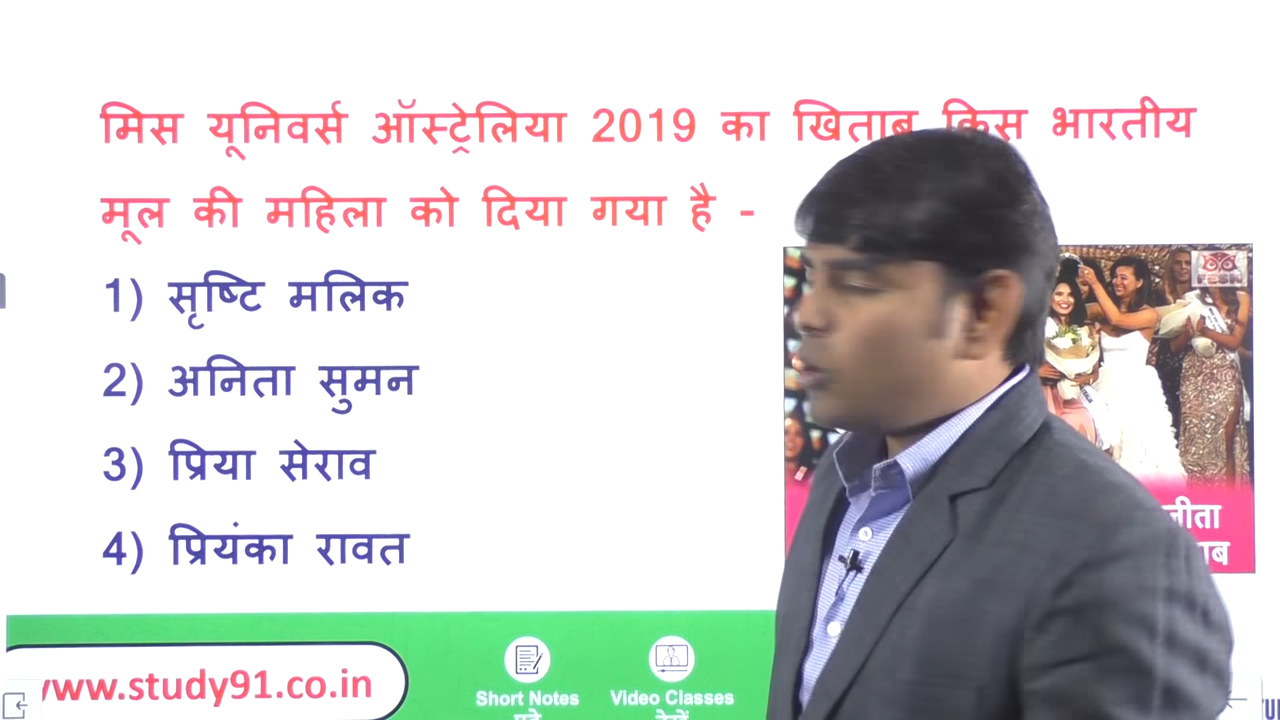 मिस यूनिवर्स ऑस्ट्रेलिया 2019 का खिताब किस भारतीय
मूल की महिला को दिया गया है -
1) सृष्टि मलिक
2) अनिता सुमन
3) प्रिया सेराव
4) प्रियंका रावत
www.study91.co.in
Short Notes
Video Classes